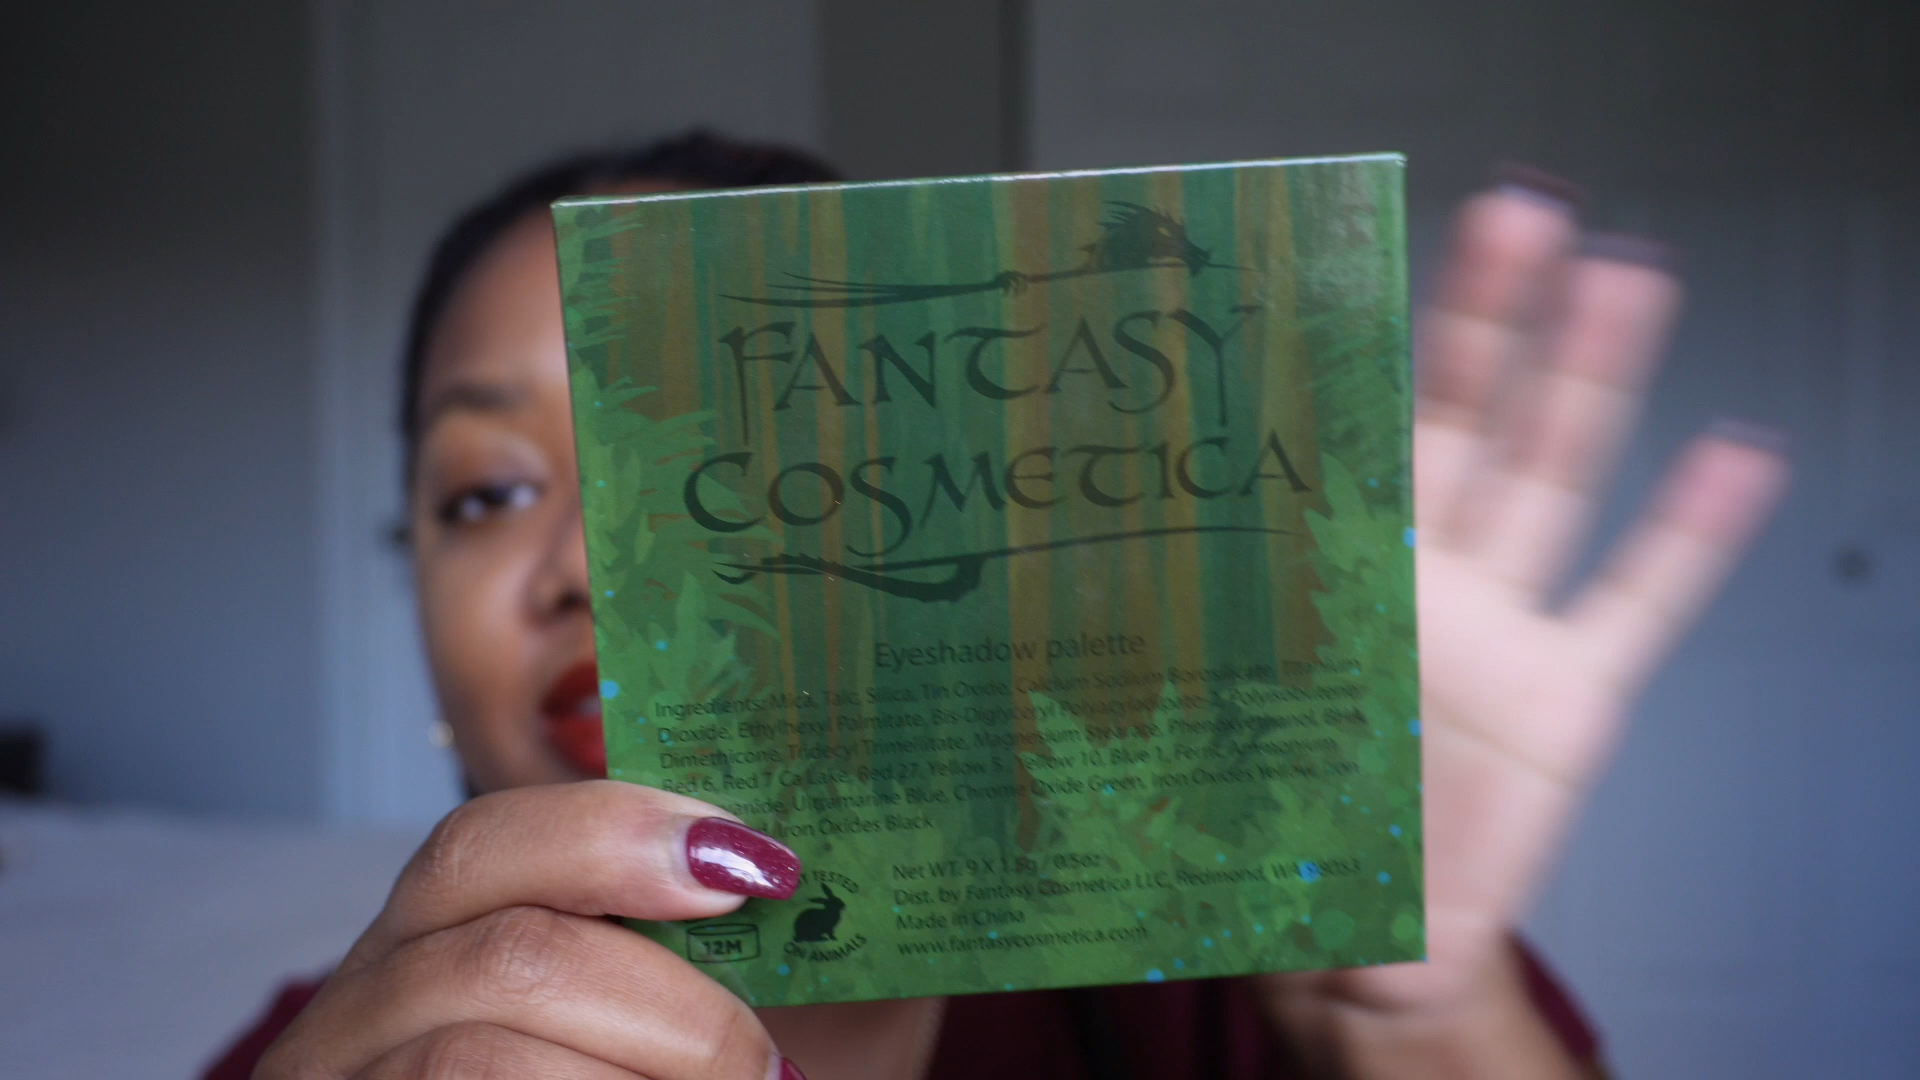 FANTASY
COSMETICA
Eyeshadow palette
Ingredients: Mica, Talc, Silica, Tin Oxide, Calcium Sodium Borosilicate, Titanium
Dioxide, Ethylhexyl Palmitate, Bis-Diglyceryl Polyacyladipate-2, Polyisobutene,
Dimethicone, Tridecyl Trimellitate, Magnesium Stearate, Phenoxyethanol, BHA,
Red 6, Red 7 Ca Lake, Red 27, Yellow 5, Yellow 10, Blue 1, Ferric Ammonium
Ultramarine Blue, Chrome Oxide Green, Iron Oxides Yellow, Iron
Iron Oxides Black
TESTED
ON ANIMALS
12M
Net WT. 9 X 1.5g / 0.5oz
Dist. by Fantasy Cosmetica LLC, Redmond, WA 98053
Made in China
www.fantasycosmetica.com